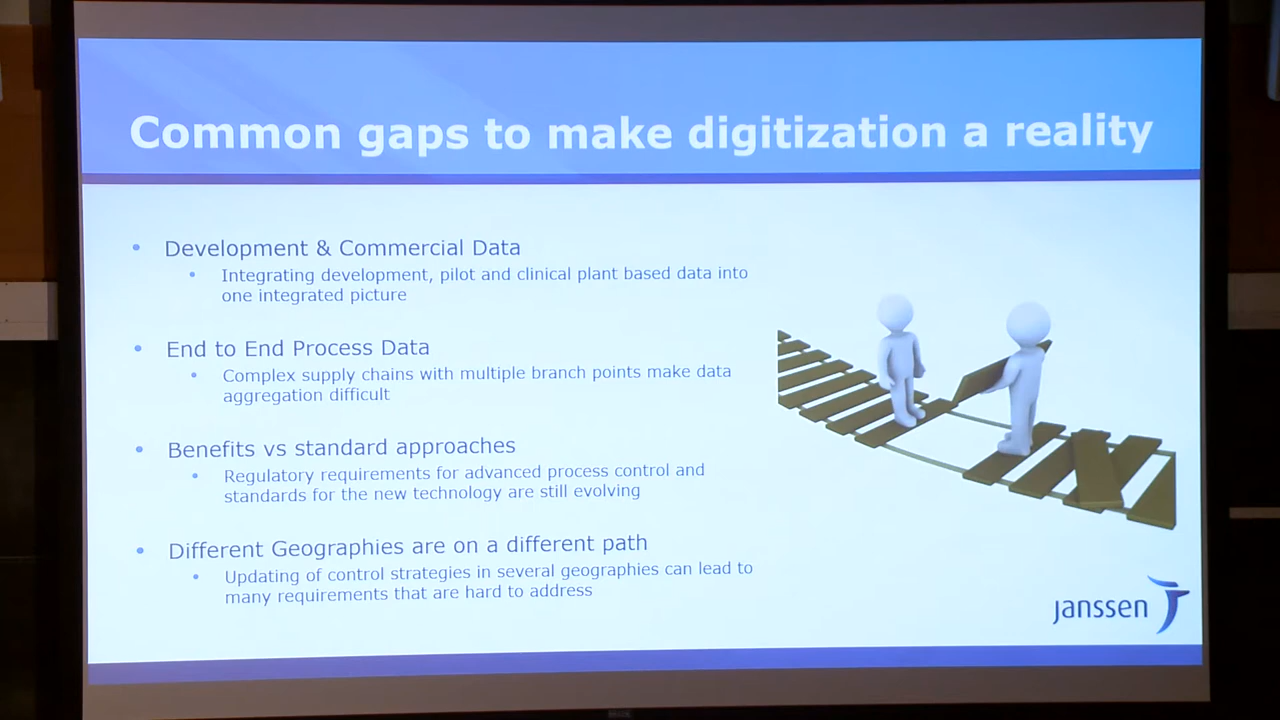 Common gaps to make digitization a reality
• Development & Commercial Data
• Integrating development, pilot and clinical plant based data into
one integrated picture
• End to End Process Data
• Complex supply chains with multiple branch points make data
aggregation difficult
• Benefits vs standard approaches
• Regulatory requirements for advanced process control and
standards for the new technology are still evolving
• Different Geographies are on a different path
• Updating of control strategies in several geographies can lead to
many requirements that are hard to address
janssen